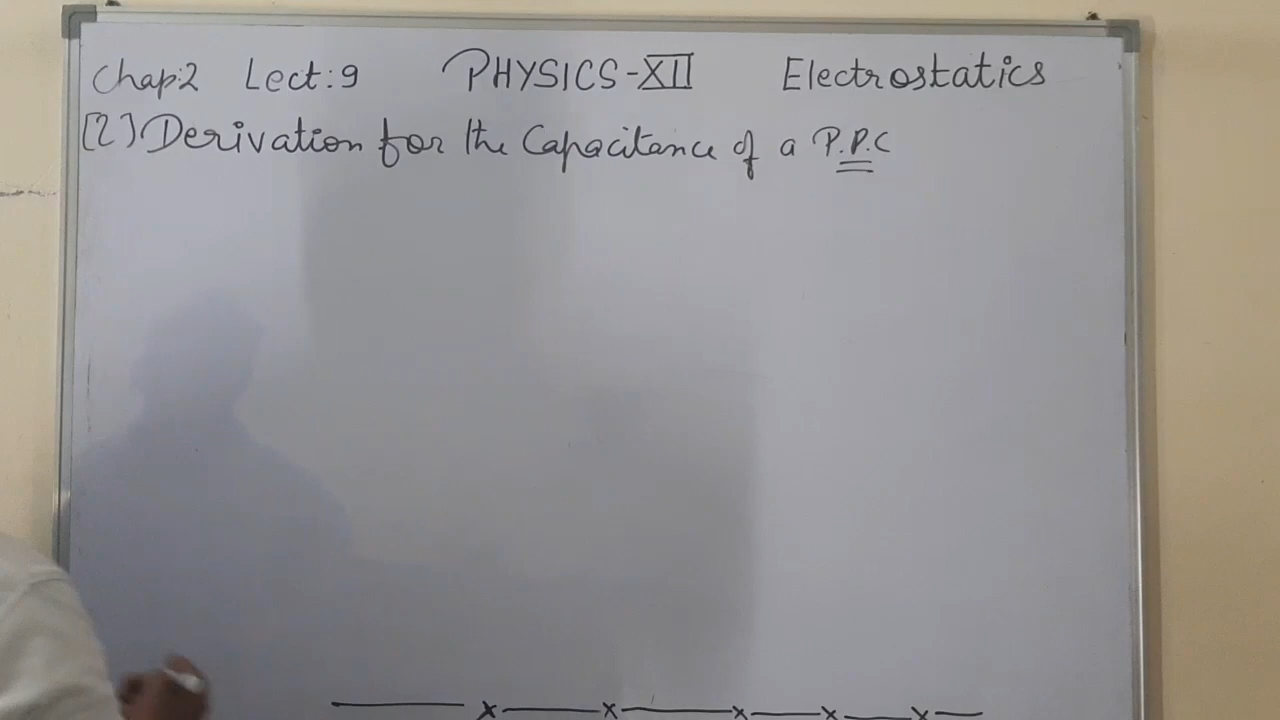 Chap:2 Lect:9 PHYSICS-XII Electrostatics
[2] Derivation for the Capacitance of a P.P.C